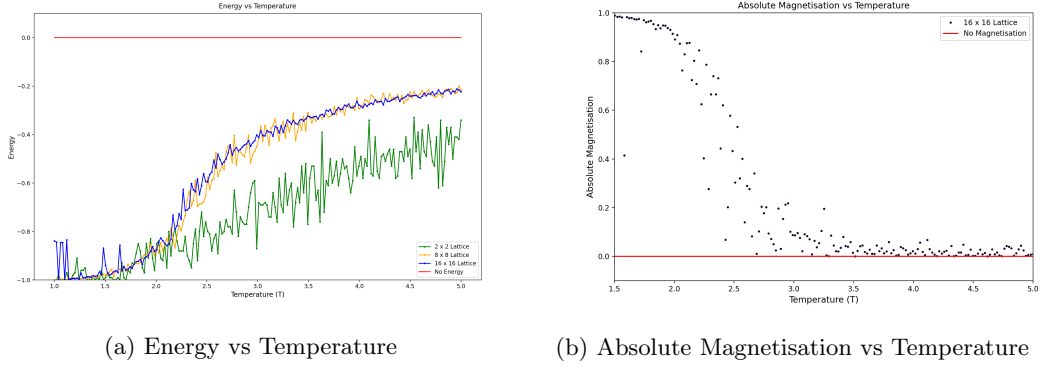 Energy vs Temperature
0.0
−0.2
−0.4
−0.6
−0.8
−1.0
Energy
1.0 1.5 2.0 2.5 3.0 3.5 4.0 4.5 5.0
Temperature (T)
2 x 2 Lattice
8 x 8 Lattice
16 x 16 Lattice
No Energy
(a) Energy vs Temperature
Absolute Magnetisation vs Temperature
1.0
0.8
0.6
0.4
0.2
0.0
Absolute Magnetisation
1.5 2.0 2.5 3.0 3.5 4.0 4.5 5.0
Temperature (T)
16 x 16 Lattice
No Magnetisation
(b) Absolute Magnetisation vs Temperature